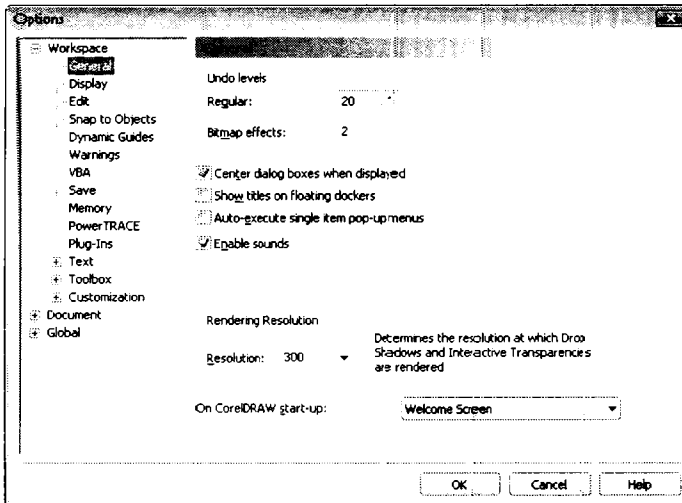 Options
Workspace
General
Display
Edit
Snap to Objects
Dynamic Guides
Warnings
VBA
Save
Memory
PowerTRACE
Plug-Ins
Text
Toolbox
Customization
Document
Global
Undo levels
Regular: 20
Bitmap effects: 2
Center dialog boxes when displayed
Show titles on floating dockers
Auto-execute single item pop-up menus
Enable sounds
Rendering Resolution
Resolution: 300
Determines the resolution at which Drop
Shadows and Interactive Transparencies
are rendered
On CorelDRAW start-up: Welcome Screen
OK Cancel Help